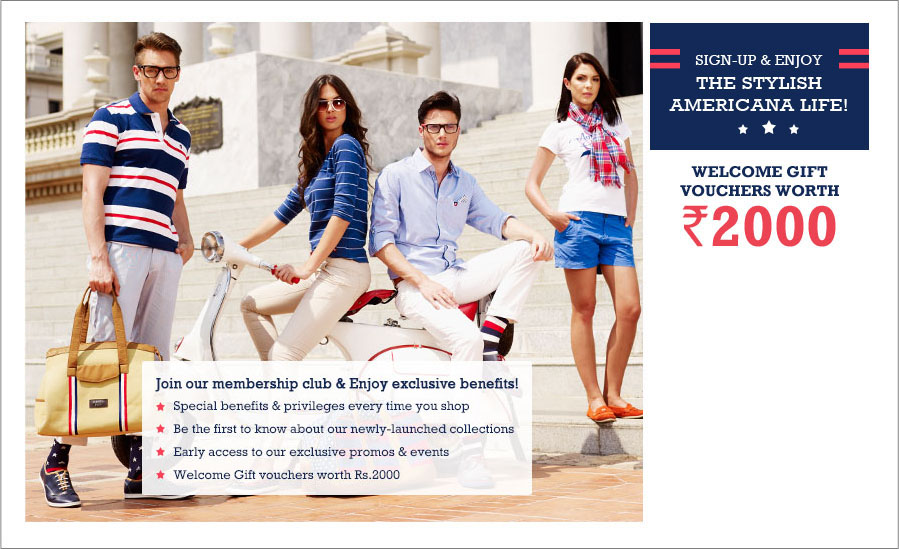 SIGN-UP & ENJOY
THE STYLISH
AMERICANA LIFE!
WELCOME GIFT
VOUCHERS WORTH
₹2000
Join our membership club & Enjoy exclusive benefits!
Special benefits & privileges every time you shop
Be the first to know about our newly-launched collections
Early access to our exclusive promos & events
Welcome Gift vouchers worth Rs.2000